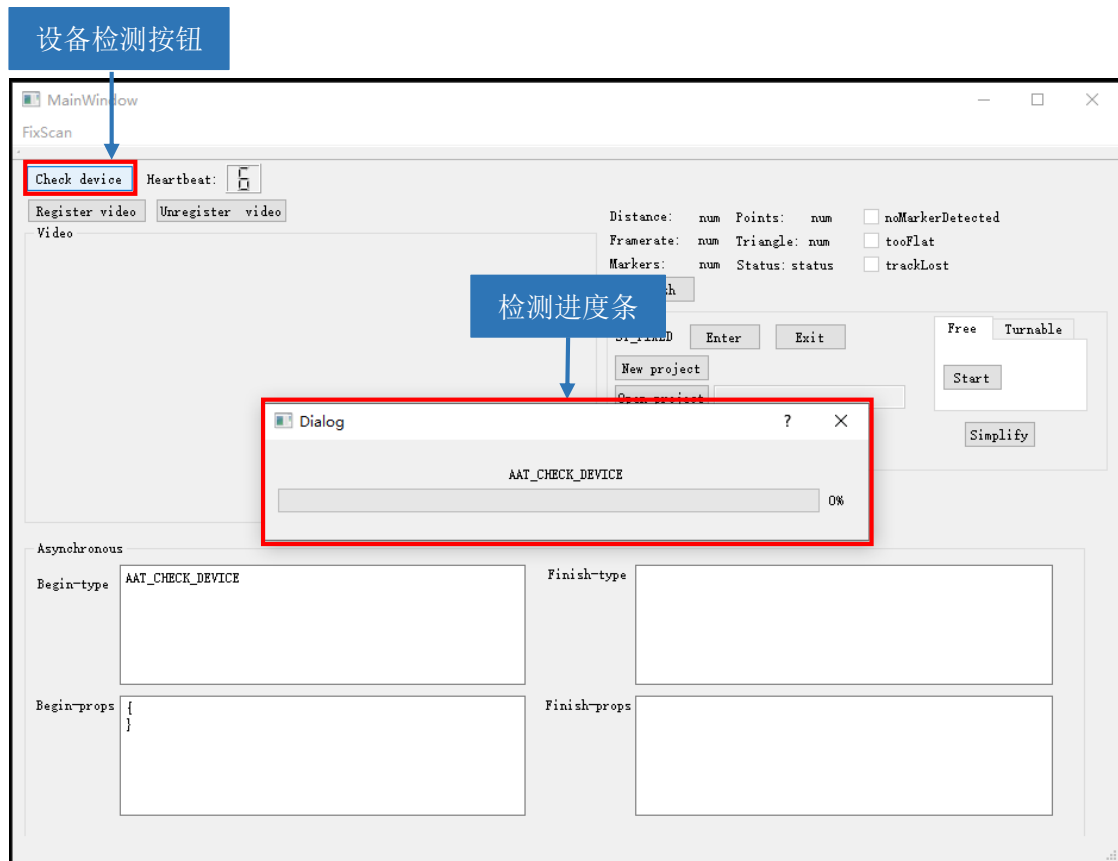 设备检测按钮
MainWindow
FixScan
Check device
Heartbeat:
6
Register video
Unregister video
Video
Distance: num Points: num
noMarkerDetected
Framerate: num Triangle: num
tooFlat
Markers: num Status: status
trackLost
检测进度条
Enter
Exit
Free
Turnable
New project
Start
Open project
Simplify
Dialog
?
AAT_CHECK_DEVICE
0%
Asynchronous
Begin-type
AAT_CHECK_DEVICE
Finish-type
Begin-props
{
}
Finish-props